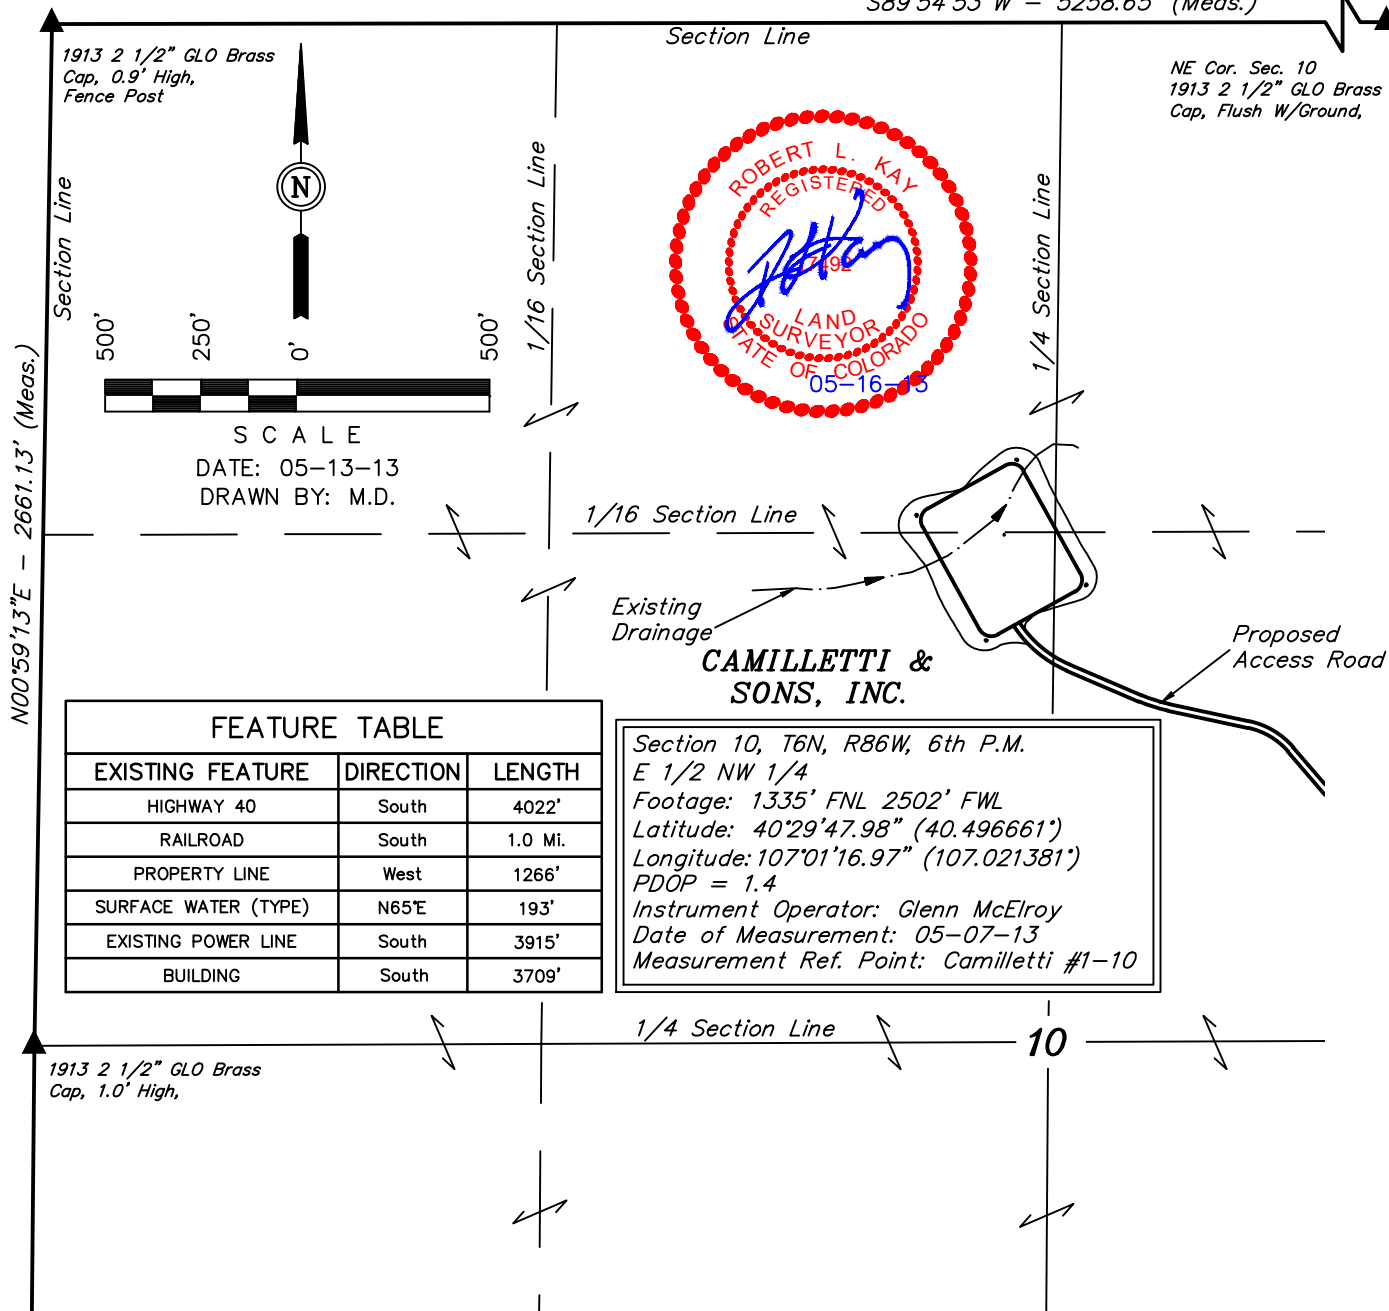 S89°54'53"W - 5258.65' (Meas.)
Section Line
1913 2 1/2" GLO Brass
Cap, 0.9' High,
Fence Post
NE Cor. Sec. 10
1913 2 1/2" GLO Brass
Cap, Flush W/Ground,
Section Line
N
1/16 Section Line
ROBERT L. KAY
REGISTERED
7492
LAND
SURVEYOR
STATE OF COLORADO
05-16-13
1/4 Section Line
500'
250'
0'
500'
SCALE
DATE: 05-13-13
DRAWN BY: M.D.
N00°59'13"E - 2661.13' (Meas.)
1/16 Section Line
Existing
Drainage
Proposed
Access Road
CAMILLETTI &
SONS, INC.
FEATURE TABLE
EXISTING FEATURE DIRECTION LENGTH
HIGHWAY 40 South 4022'
RAILROAD South 1.0 Mi.
PROPERTY LINE West 1266'
SURFACE WATER (TYPE) N65°E 193'
EXISTING POWER LINE South 3915'
BUILDING South 3709'
Section 10, T6N, R86W, 6th P.M.
E 1/2 NW 1/4
Footage: 1335' FNL 2502' FWL
Latitude: 40°29'47.98" (40.496661°)
Longitude: 107°01'16.97" (107.021381°)
PDOP = 1.4
Instrument Operator: Glenn McElroy
Date of Measurement: 05-07-13
Measurement Ref. Point: Camilletti #1-10
1/4 Section Line
10
1913 2 1/2" GLO Brass
Cap, 1.0' High,